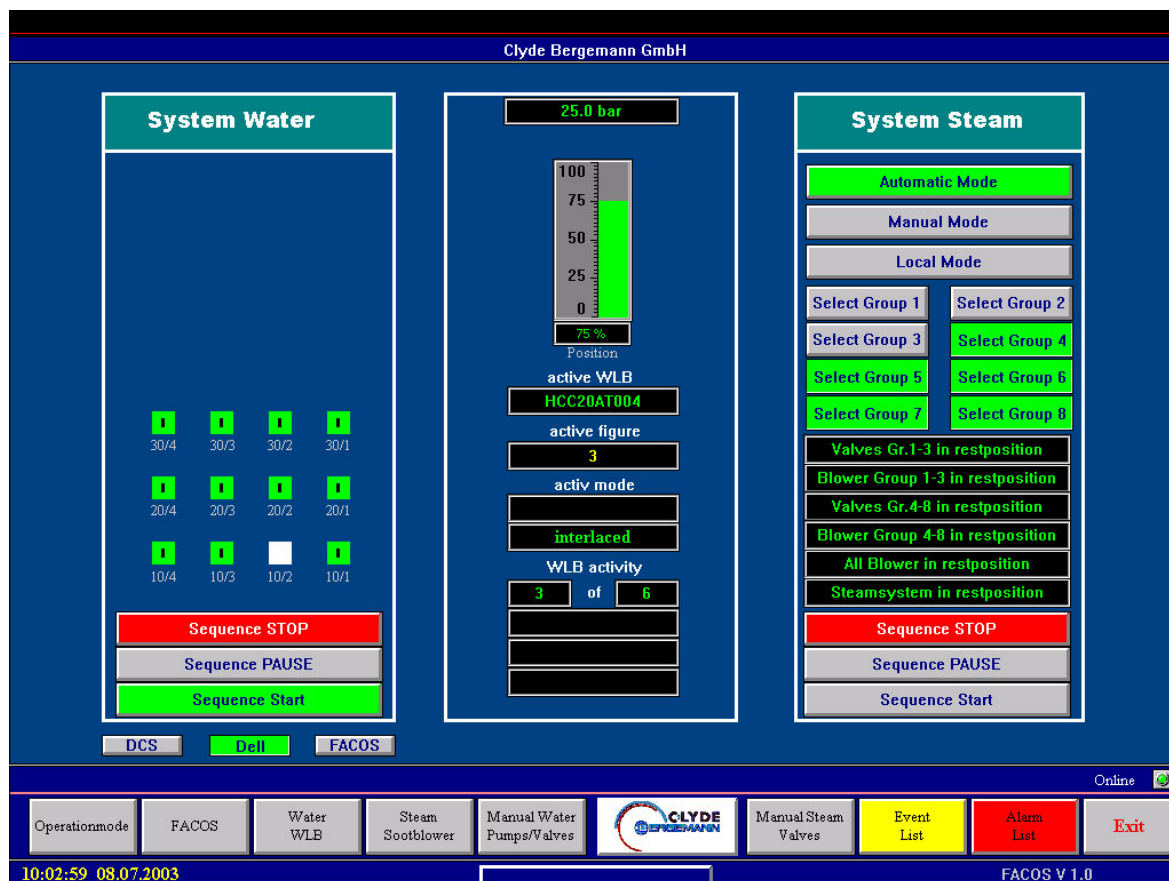 Clyde Bergemann GmbH
System Water
30/4 30/3 30/2 30/1
20/4 20/3 20/2 20/1
10/4 10/3 10/2 10/1
Sequence STOP
Sequence PAUSE
Sequence Start
DCS Dell FACOS
25.0 bar
100
75
50
25
0
75 %
Position
active WLB
HCC20AT004
active figure
3
activ mode
interlaced
WLB activity
3 of 6
System Steam
Automatic Mode
Manual Mode
Local Mode
Select Group 1 Select Group 2
Select Group 3 Select Group 4
Select Group 5 Select Group 6
Select Group 7 Select Group 8
Valves Gr.1-3 in restposition
Blower Group 1-3 in restposition
Valves Gr.4-8 in restposition
Blower Group 4-8 in restposition
All Blower in restposition
Steamsystem in restposition
Sequence STOP
Sequence PAUSE
Sequence Start
Online
Operationmode
FACOS
Water
WLB
Steam
Sootblower
Manual Water
Pumps/Valves
CLYDE
BERGEMANN
Manual Steam
Valves
Event
List
Alarm
List
Exit
10:02:59 08.07.2003
FACOS V 1.0